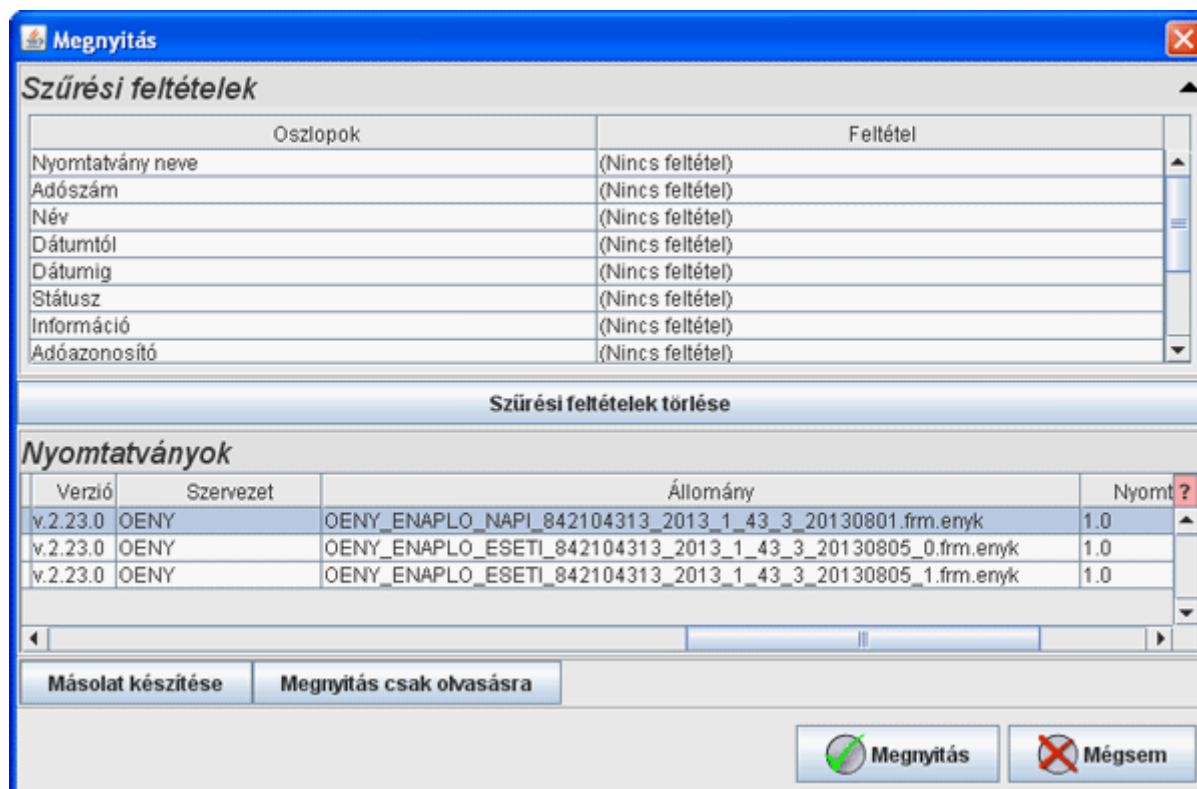 Megnyitás
Szűrési feltételek
Oszlopok Feltétel
Nyomtatvány neve (Nincs feltétel)
Adószám (Nincs feltétel)
Név (Nincs feltétel)
Dátumtól (Nincs feltétel)
Dátumig (Nincs feltétel)
Státusz (Nincs feltétel)
Információ (Nincs feltétel)
Adóazonosító (Nincs feltétel)
Szűrési feltételek törlése
Nyomtatványok
Verzió Szervezet Állomány Nyomt ?
v.2.23.0 OENY OENY_ENAPLO_NAPI_842104313_2013_1_43_3_20130801.frm.enyk 1.0
v.2.23.0 OENY OENY_ENAPLO_ESETI_842104313_2013_1_43_3_20130805_0.frm.enyk 1.0
v.2.23.0 OENY OENY_ENAPLO_ESETI_842104313_2013_1_43_3_20130805_1.frm.enyk 1.0
Másolat készítése Megnyitás csak olvasásra
Megnyitás Mégsem